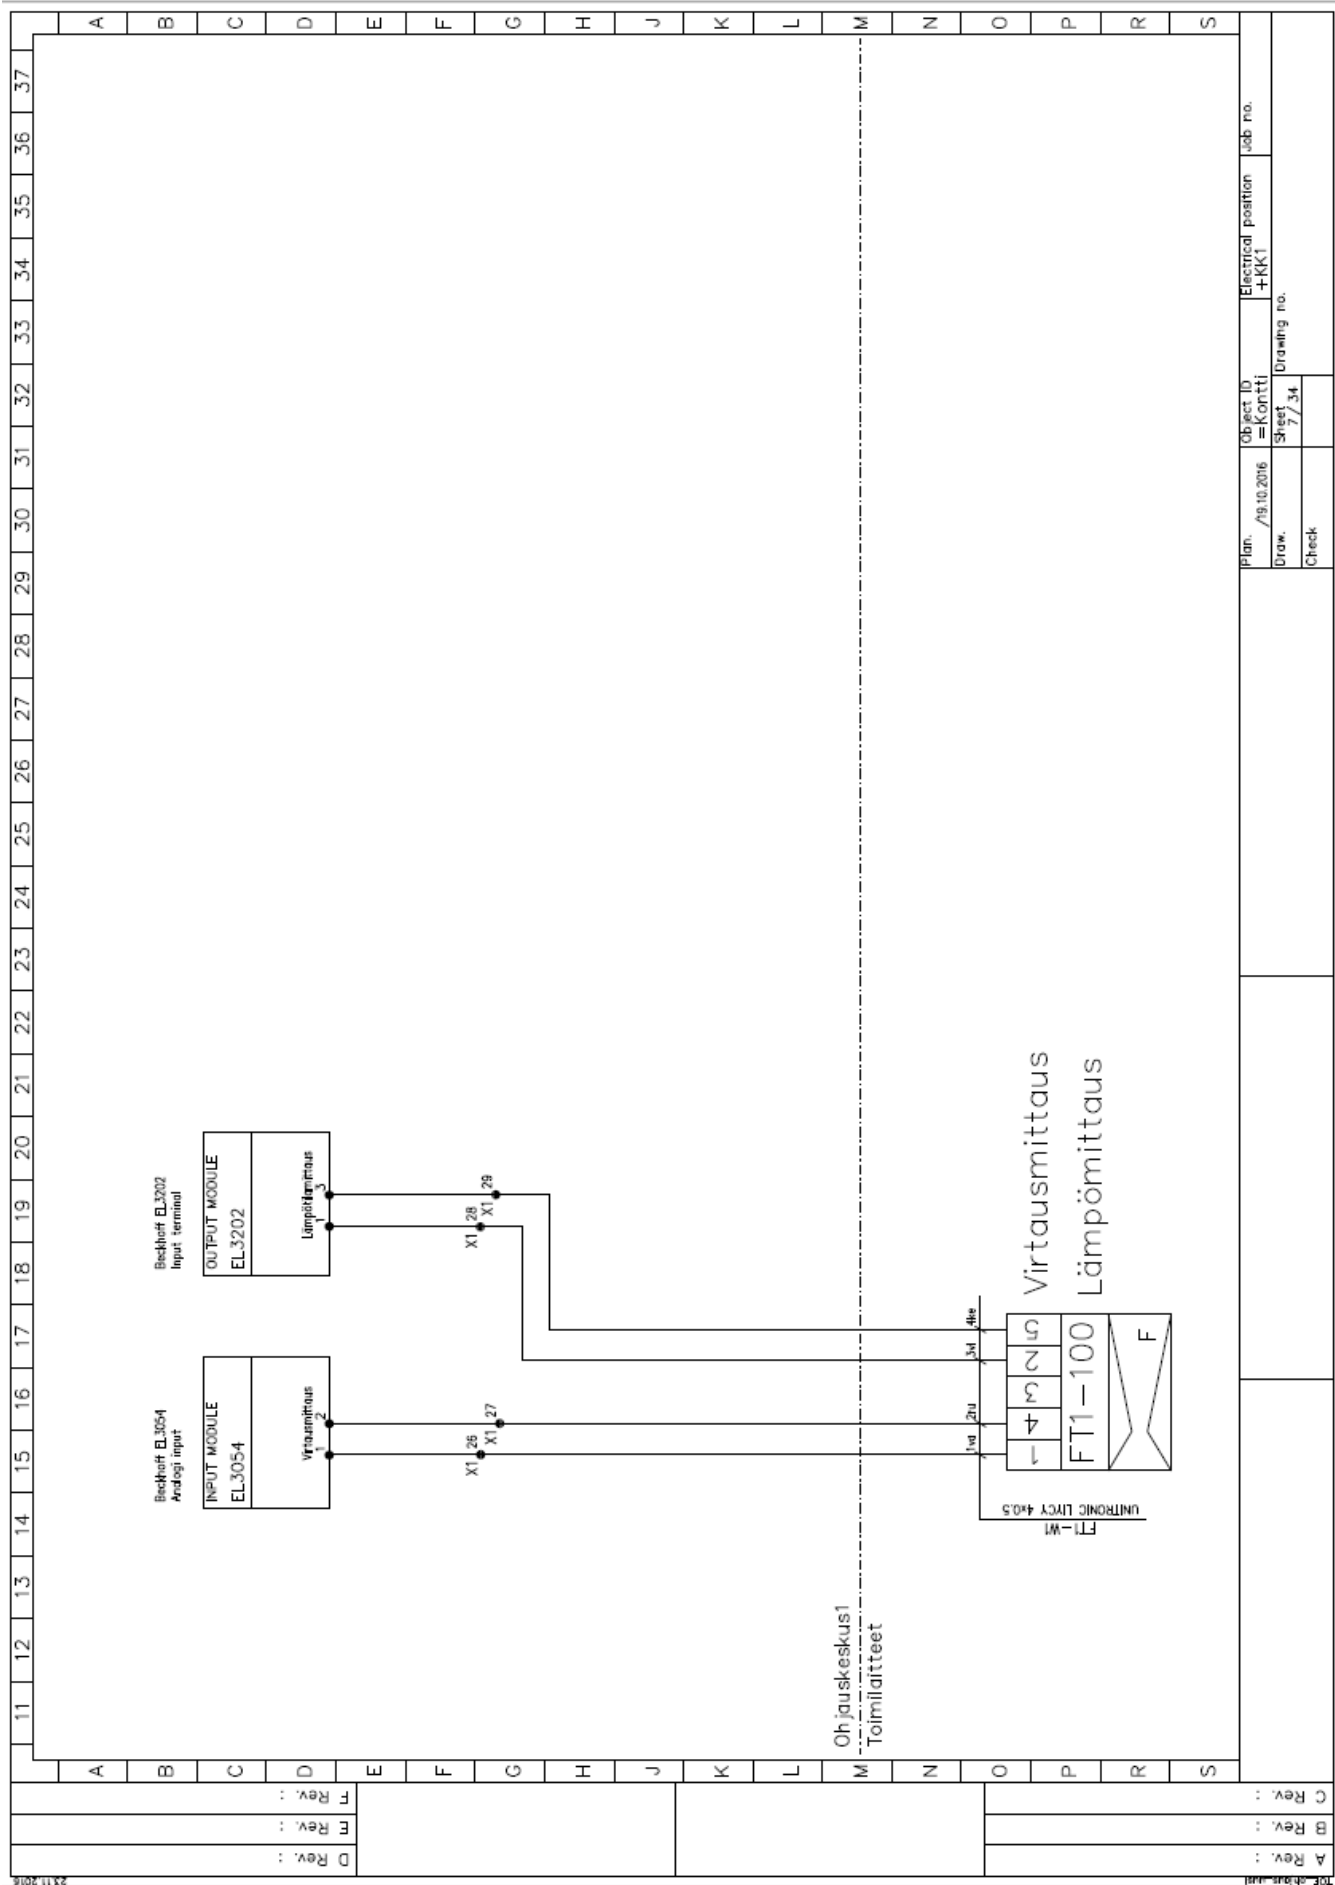 11 12 13 14 15 16 17 18 19 20 21 22 23 24 25 26 27 28 29 30 31 32 33 34 35 36 37
A
B
C
D
E
F
G
H
J
K
L
M
N
O
P
R
S
A
B
C
D
E
F
G
H
J
K
L
M
N
O
P
R
S
Beckhoff EL3054
Analogi input
INPUT MODULE
EL3054
Virtausmittaus
1 2
X1 26
X1 27
Beckhoff EL3202
Input terminal
OUTPUT MODULE
EL3202
Lämpötilamittaus
1 3
X1 28
X1 29
Ohjauskeskus1
Toimilaitteet
FT1-W1
UNITRONIC LIYCY 4x0.5
1vd 2ru 3vl 4ke
1 4 3 2 5
FT1-100
F
Virtausmittaus
Lämpömittaus
Plan. /19.10.2016
Draw.
Check
Object ID
=Kontti
Sheet
7/34
Electrical position
+KK1
Drawing no.
Job no.
D Rev. :
E Rev. :
F Rev. :
A Rev. :
B Rev. :
C Rev. :
23.11.2016